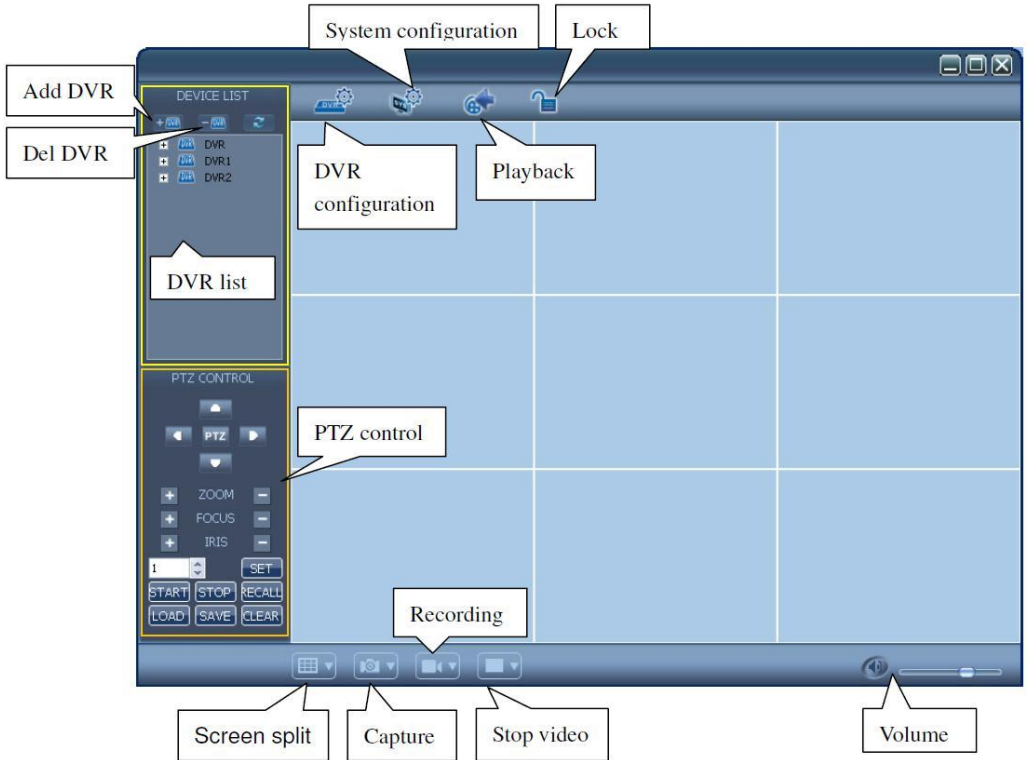 System configuration
Lock
Add DVR
Del DVR
DEVICE LIST
DVR
DVR1
DVR2
DVR list
DVR
configuration
Playback
PTZ CONTROL
PTZ
PTZ control
+ ZOOM -
+ FOCUS -
+ IRIS -
1 SET
START STOP RECALL
LOAD SAVE CLEAR
Recording
Screen split
Capture
Stop video
Volume